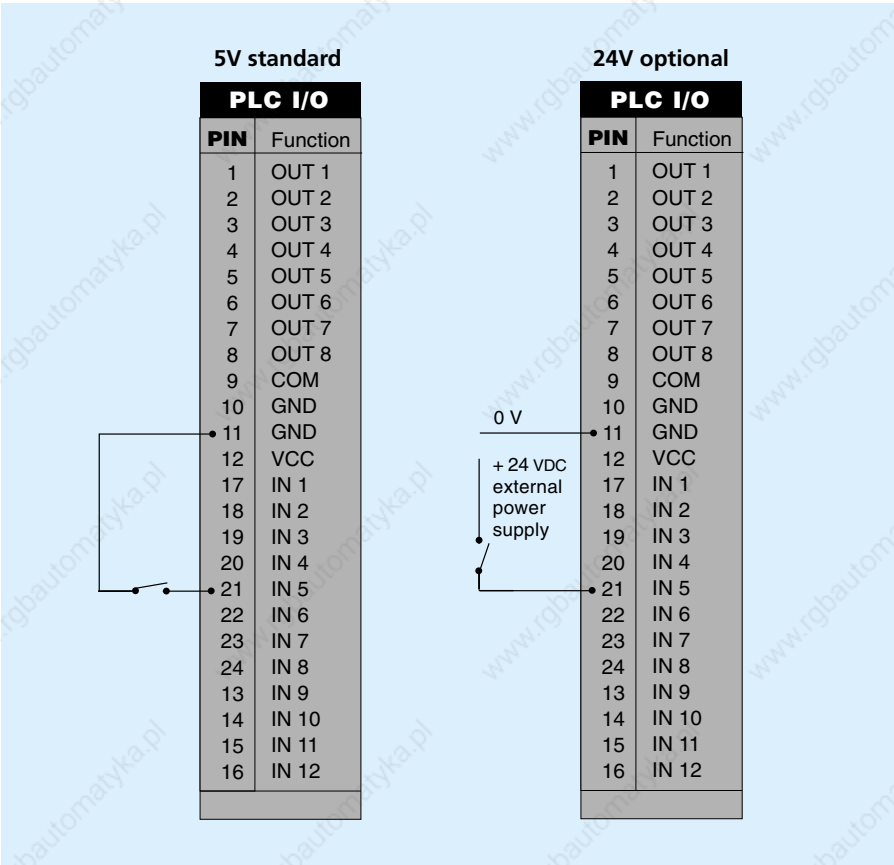 5V standard
PLC I/O
PIN Function
1 OUT 1
2 OUT 2
3 OUT 3
4 OUT 4
5 OUT 5
6 OUT 6
7 OUT 7
8 OUT 8
9 COM
10 GND
11 GND
12 VCC
17 IN 1
18 IN 2
19 IN 3
20 IN 4
21 IN 5
22 IN 6
23 IN 7
24 IN 8
13 IN 9
14 IN 10
15 IN 11
16 IN 12
24V optional
PLC I/O
PIN Function
1 OUT 1
2 OUT 2
3 OUT 3
4 OUT 4
5 OUT 5
6 OUT 6
7 OUT 7
8 OUT 8
9 COM
10 GND
11 GND
12 VCC
17 IN 1
18 IN 2
19 IN 3
20 IN 4
21 IN 5
22 IN 6
23 IN 7
24 IN 8
13 IN 9
14 IN 10
15 IN 11
16 IN 12
0 V
+ 24 VDC
external
power
supply
www.rgbautomatyka.pl